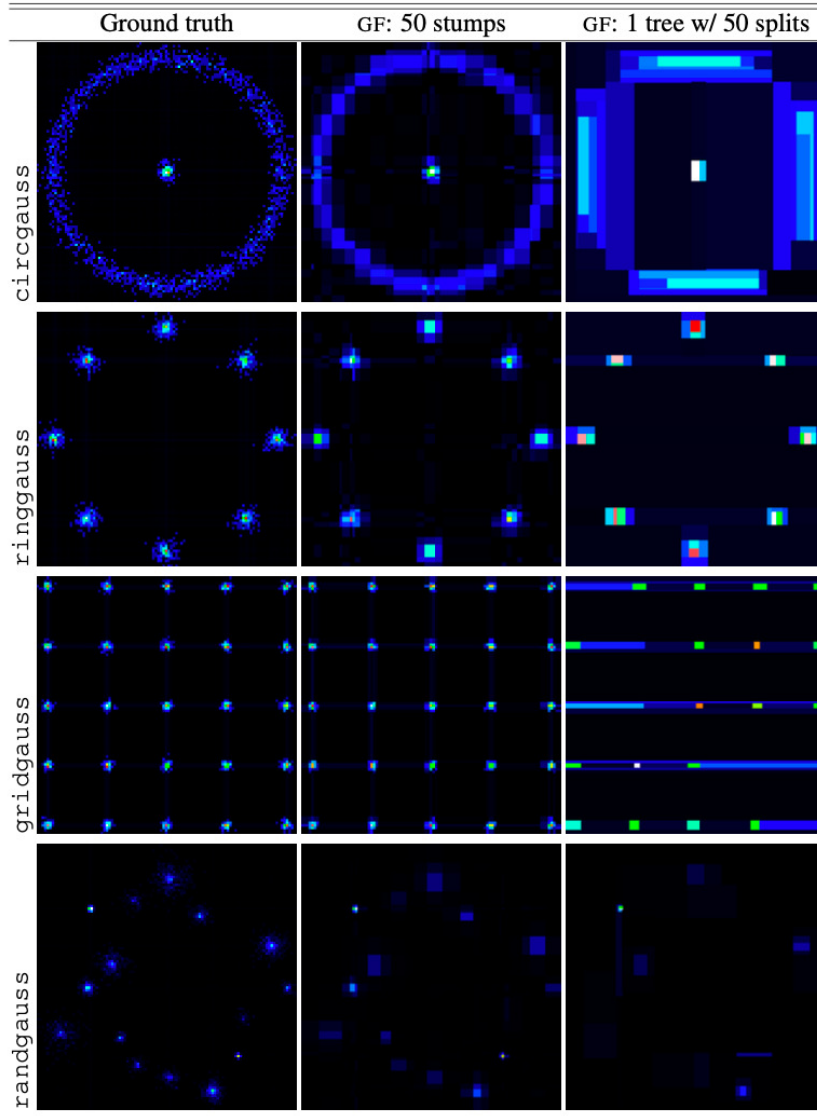 Ground truth GF: 50 stumps GF: 1 tree w/ 50 splits
circgauss
ringgauss
gridgauss
randgauss